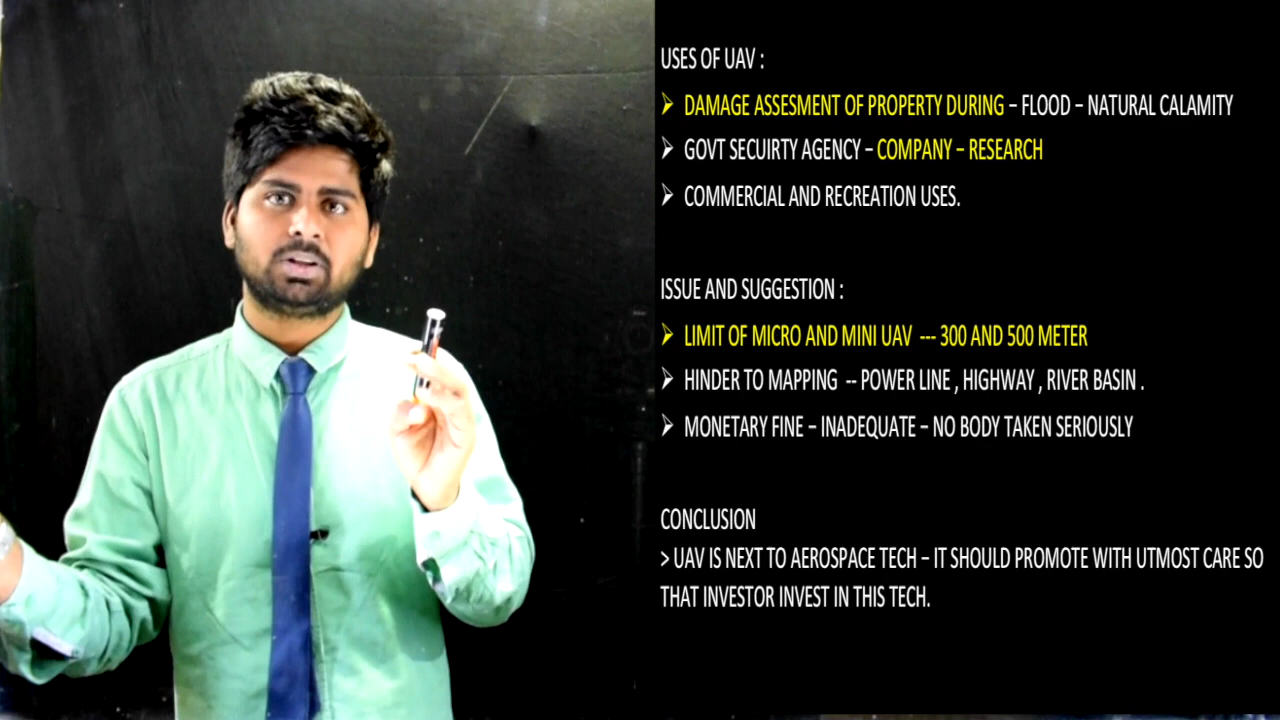 USES OF UAV :
➢ DAMAGE ASSESMENT OF PROPERTY DURING – FLOOD – NATURAL CALAMITY
➢ GOVT SECUIRTY AGENCY – COMPANY – RESEARCH
➢ COMMERCIAL AND RECREATION USES.
ISSUE AND SUGGESTION :
➢ LIMIT OF MICRO AND MINI UAV --- 300 AND 500 METER
➢ HINDER TO MAPPING -- POWER LINE , HIGHWAY , RIVER BASIN .
➢ MONETARY FINE – INADEQUATE – NO BODY TAKEN SERIOUSLY
CONCLUSION
> UAV IS NEXT TO AEROSPACE TECH – IT SHOULD PROMOTE WITH UTMOST CARE SO
THAT INVESTOR INVEST IN THIS TECH.